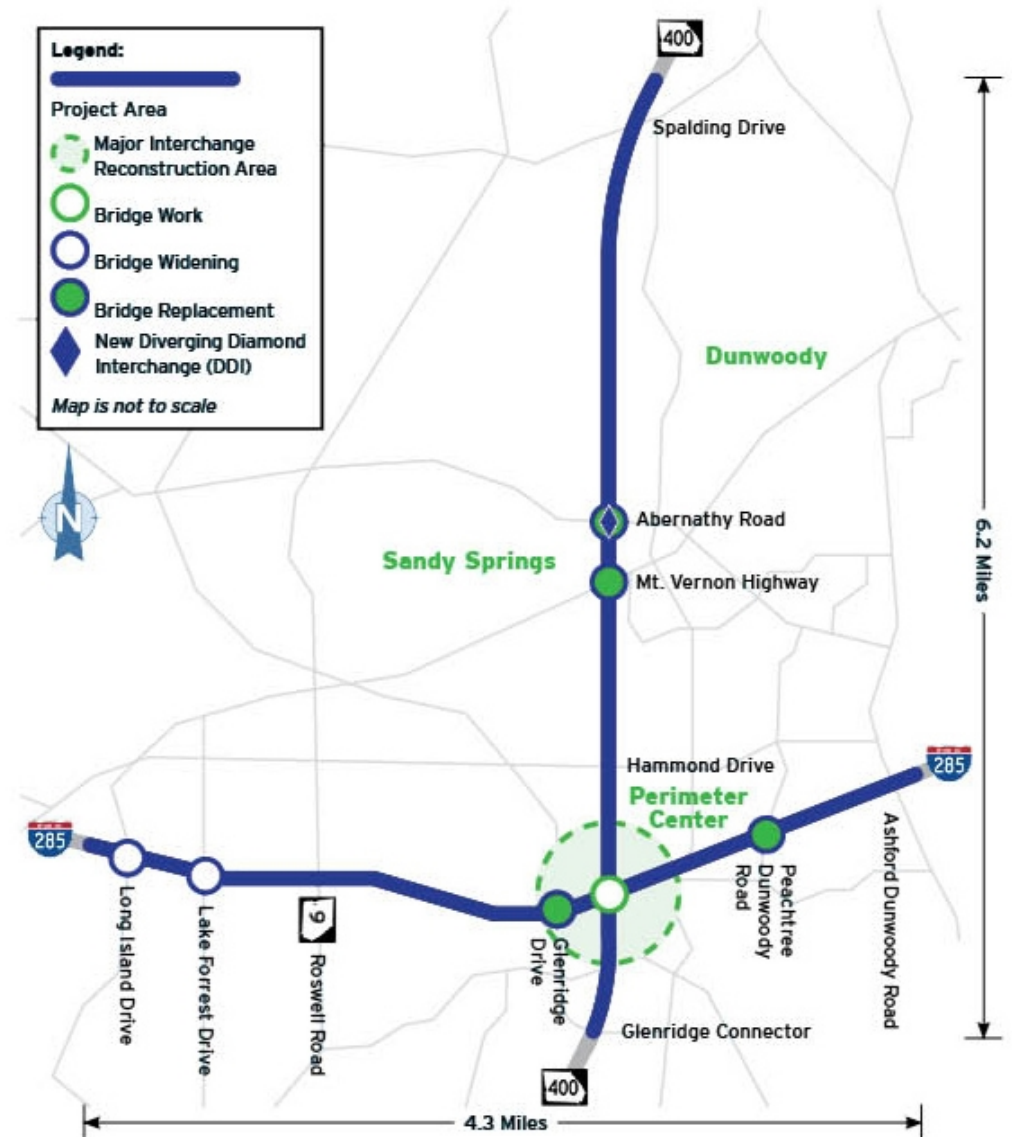 Legend:
Project Area
Major Interchange
Reconstruction Area
Bridge Work
Bridge Widening
Bridge Replacement
New Diverging Diamond
Interchange (DDI)
Map is not to scale
N
400
Spalding Drive
Dunwoody
Abernathy Road
Sandy Springs
Mt. Vernon Highway
6.2 Miles
Hammond Drive
Perimeter
Center
285
285
Long Island Drive
Lake Forrest Drive
9
Roswell Road
Glenridge
Drive
Peachtree
Dunwoody
Road
Ashford Dunwoody Road
Glenridge Connector
400
4.3 Miles